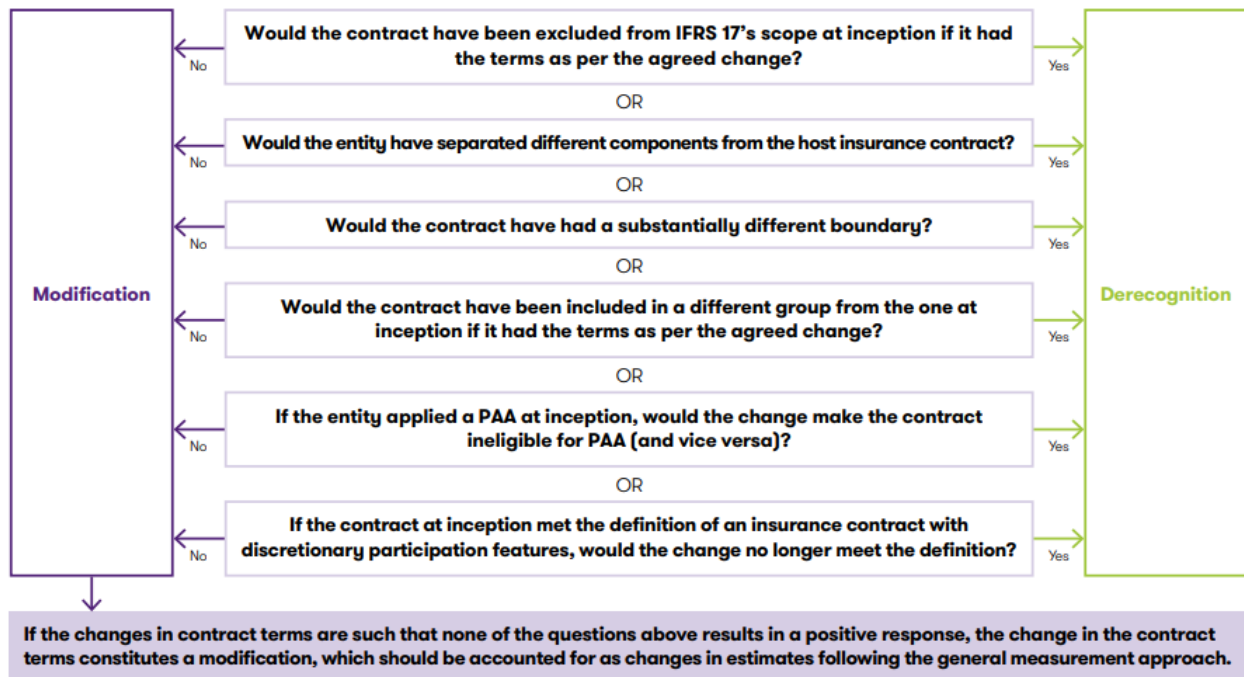 Would the contract have been excluded from IFRS 17's scope at inception if it had
the terms as per the agreed change?
No
Yes
OR
Would the entity have separated different components from the host insurance contract?
No
Yes
OR
Would the contract have had a substantially different boundary?
No
Yes
OR
Modification
Derecognition
Would the contract have been included in a different group from the one at
inception if it had the terms as per the agreed change?
No
Yes
OR
If the entity applied a PAA at inception, would the change make the contract
ineligible for PAA (and vice versa)?
No
Yes
OR
If the contract at inception met the definition of an insurance contract with
discretionary participation features, would the change no longer meet the definition?
No
Yes
If the changes in contract terms are such that none of the questions above results in a positive response, the change in the contract
terms constitutes a modification, which should be accounted for as changes in estimates following the general measurement approach.